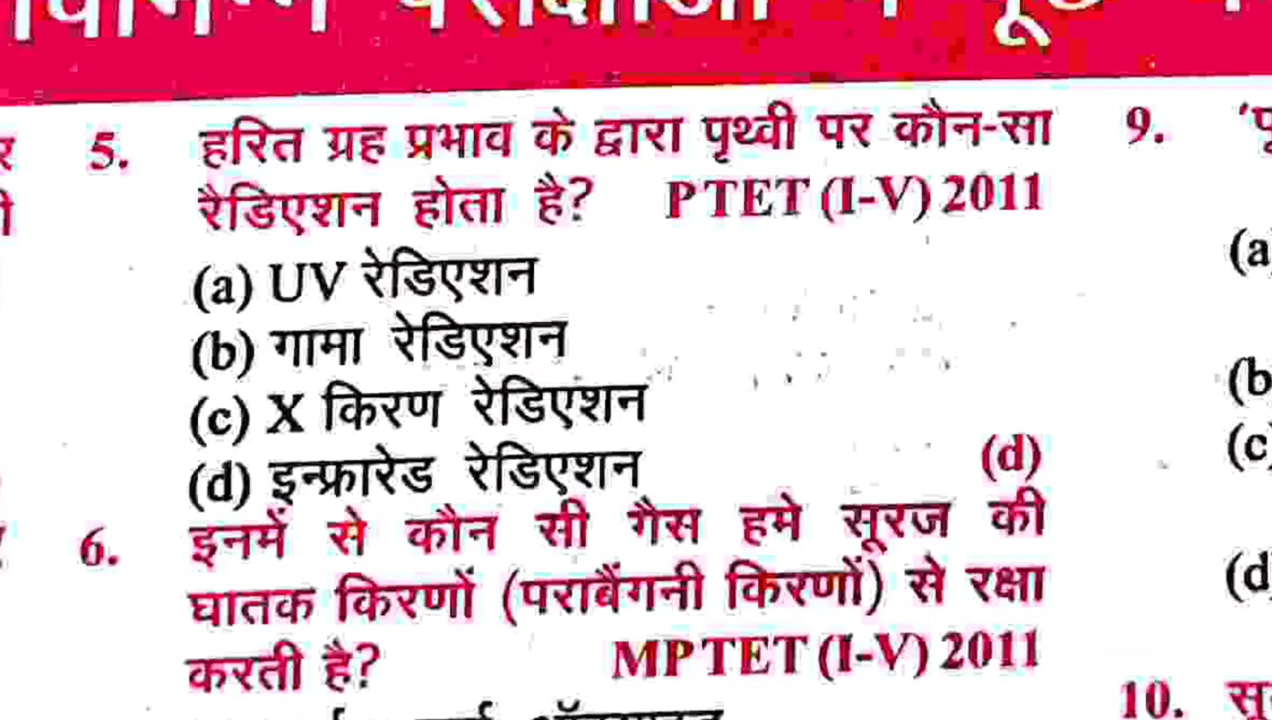 5. हरित ग्रह प्रभाव के द्वारा पृथ्वी पर कौन-सा
रैडिएशन होता है? PTET (I-V) 2011
(a) UV रेडिएशन
(b) गामा रेडिएशन
(c) X किरण रेडिएशन
(d) इन्फ्रारेड रेडिएशन (d)
6. इनमें से कौन सी गैस हमे सूरज की
घातक किरणों (पराबैंगनी किरणों) से रक्षा
करती है? MPTET (I-V) 2011
9.
(a)
(b
(c)
(d)
10.